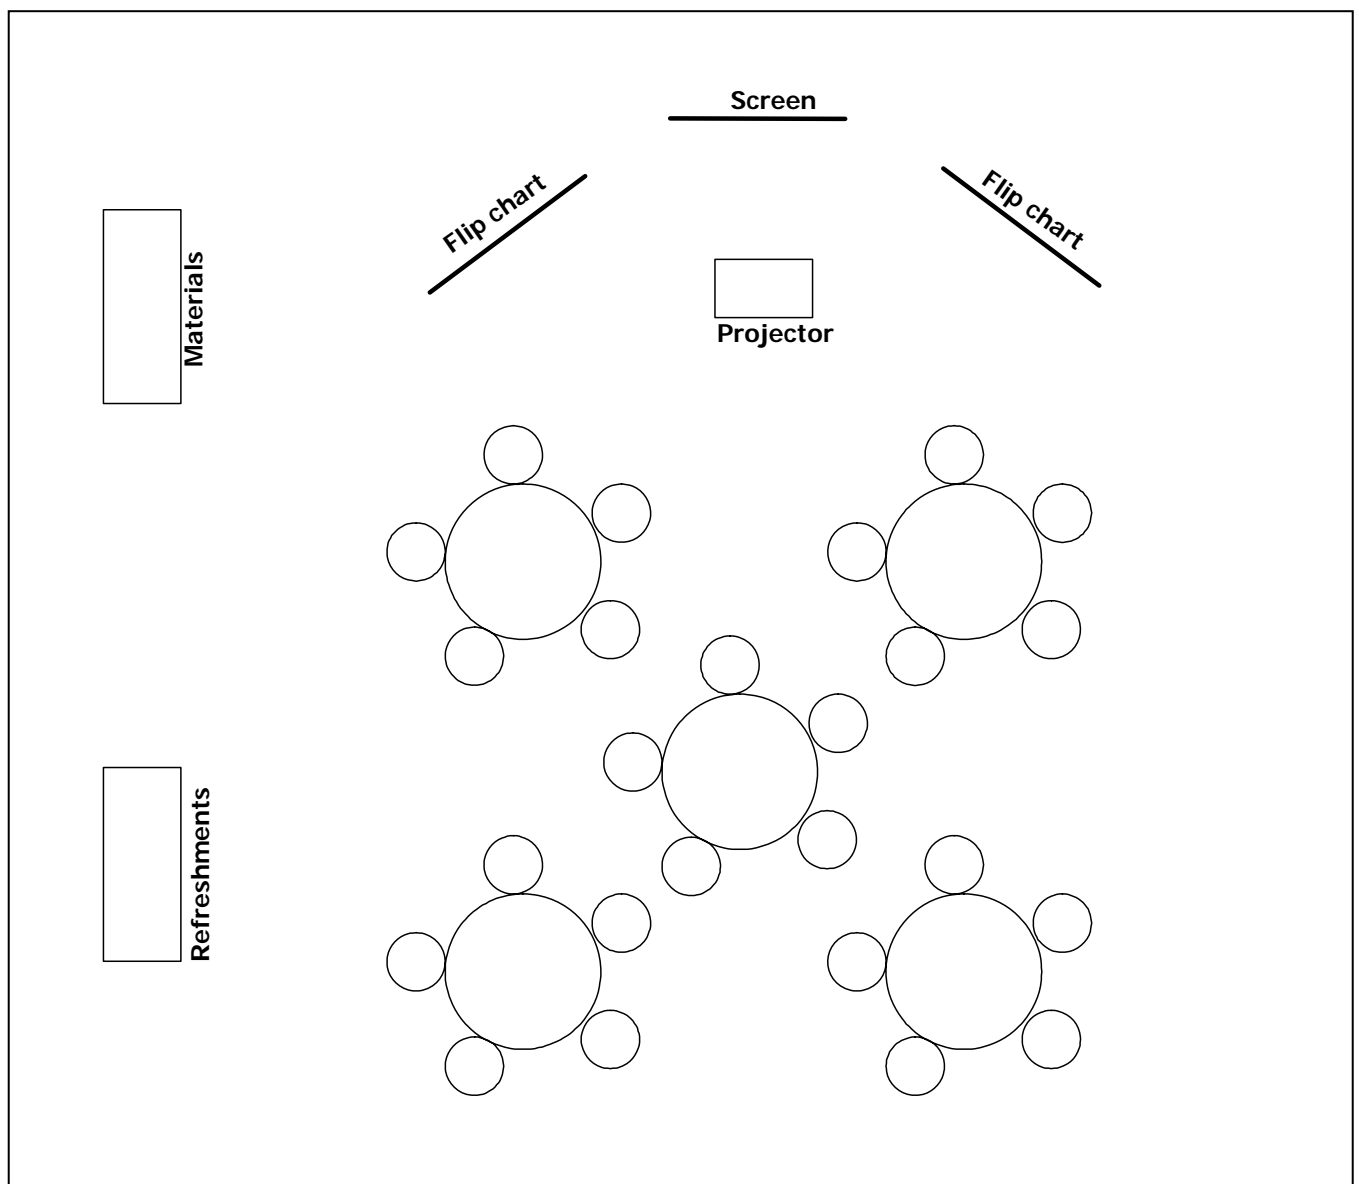 Screen
Flip chart
Flip chart
Materials
Projector
Refreshments